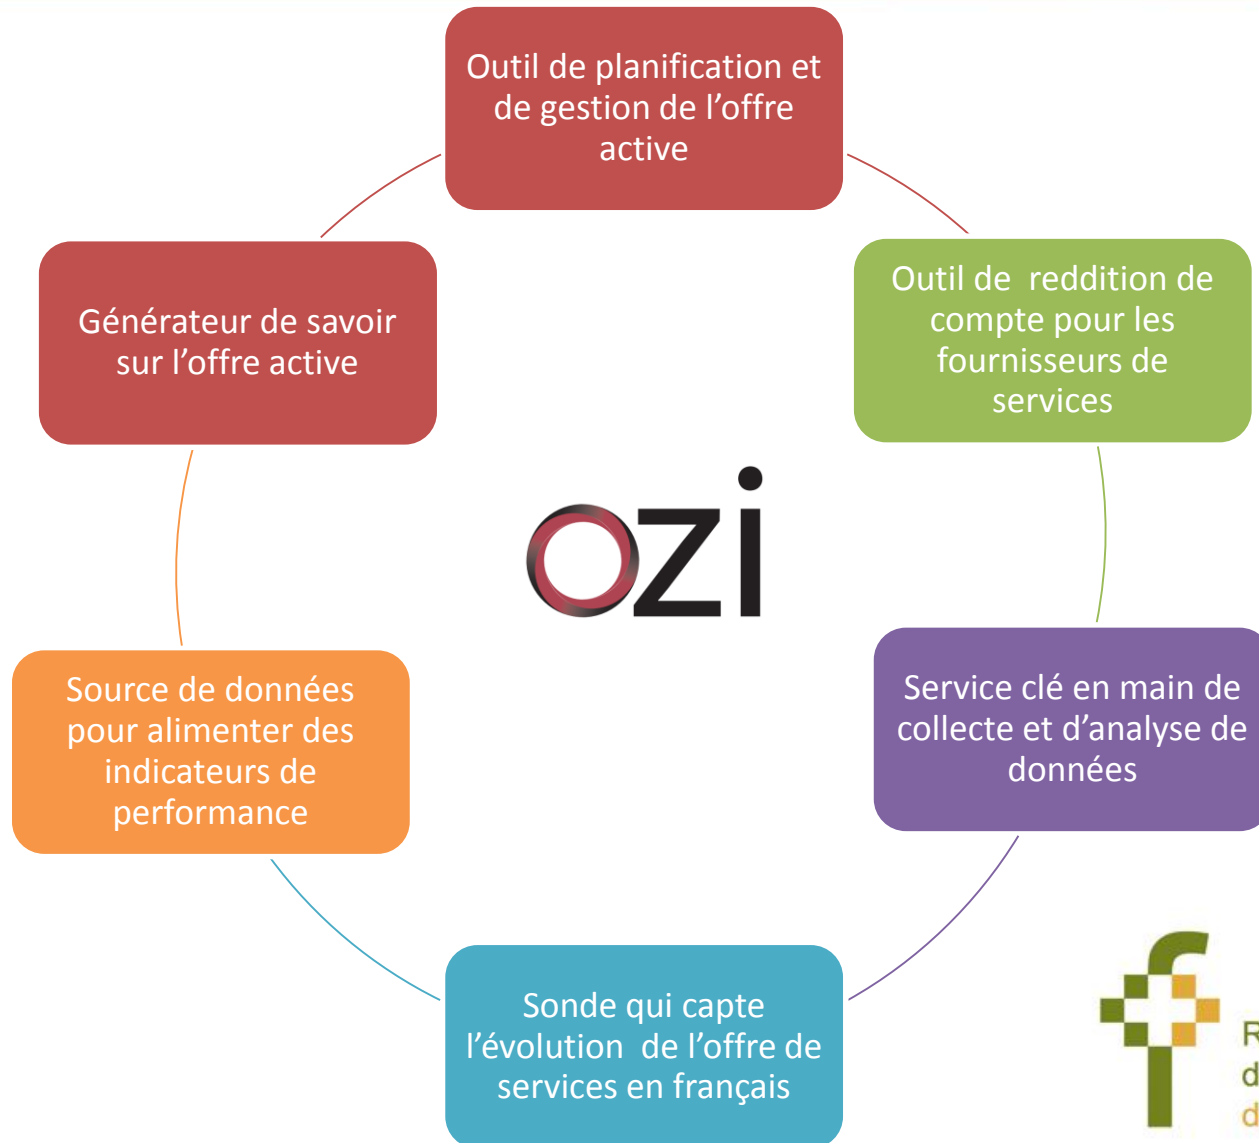 Outil de planification et
de gestion de l’offre
active
Outil de  reddition de
compte pour les
fournisseurs de
services
Générateur de savoir
sur l’offre active
ozi
Service clé en main de
collecte et d’analyse de
données
Source de données
pour alimenter des
indicateurs de
performance
Sonde qui capte
l’évolution  de l’offre de
services en français